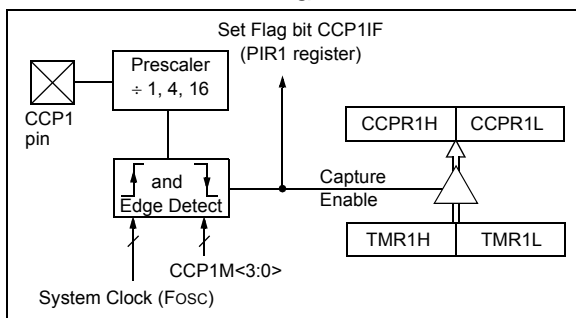 Set Flag bit CCP1IF
(PIR1 register)
Prescaler
÷ 1, 4, 16
CCP1
pin
CCPR1H CCPR1L
and
Edge Detect
Capture
Enable
TMR1H TMR1L
CCP1M<3:0>
System Clock (FOSC)